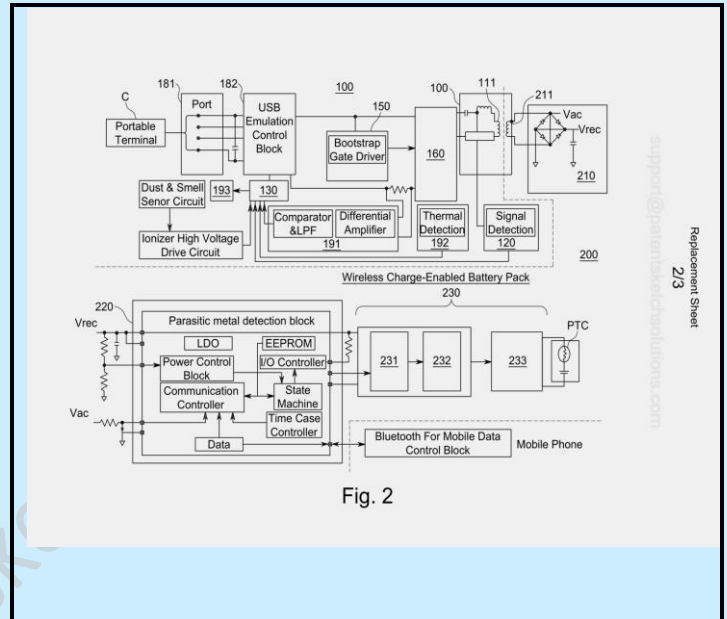 181
182
100
100
111
211
C
Port
USB
Emulation
Control
Block
150
Vac
Vrec
Portable
Terminal
Bootstrap
Gate Driver
160
210
193
130
Dust & Smell
Senor Circuit
Comparator
&LPF
Differential
Amplifier
191
Thermal
Detection
192
Signal
Detection
120
Ionizer High Voltage
Drive Circuit
200
Wireless Charge-Enabled Battery Pack
220
230
Vrec
Parasitic metal detection block
PTC
LDO
EEPROM
I/O Controller
231
232
233
Power Control
Block
Communication
Controller
State
Machine
Vac
Time Case
Controller
Data
Bluetooth For Mobile Data
Control Block
Mobile Phone
Fig. 2
Replacement Sheet
2/3
support@patentsketchsolutions.com